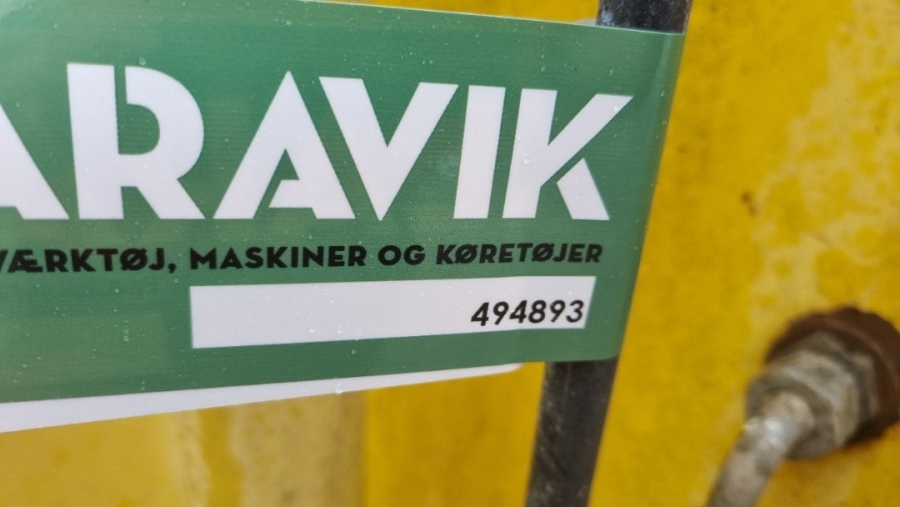 ARAVIK
VÆRKTØJ, MASKINER OG KØRETØJER
494893